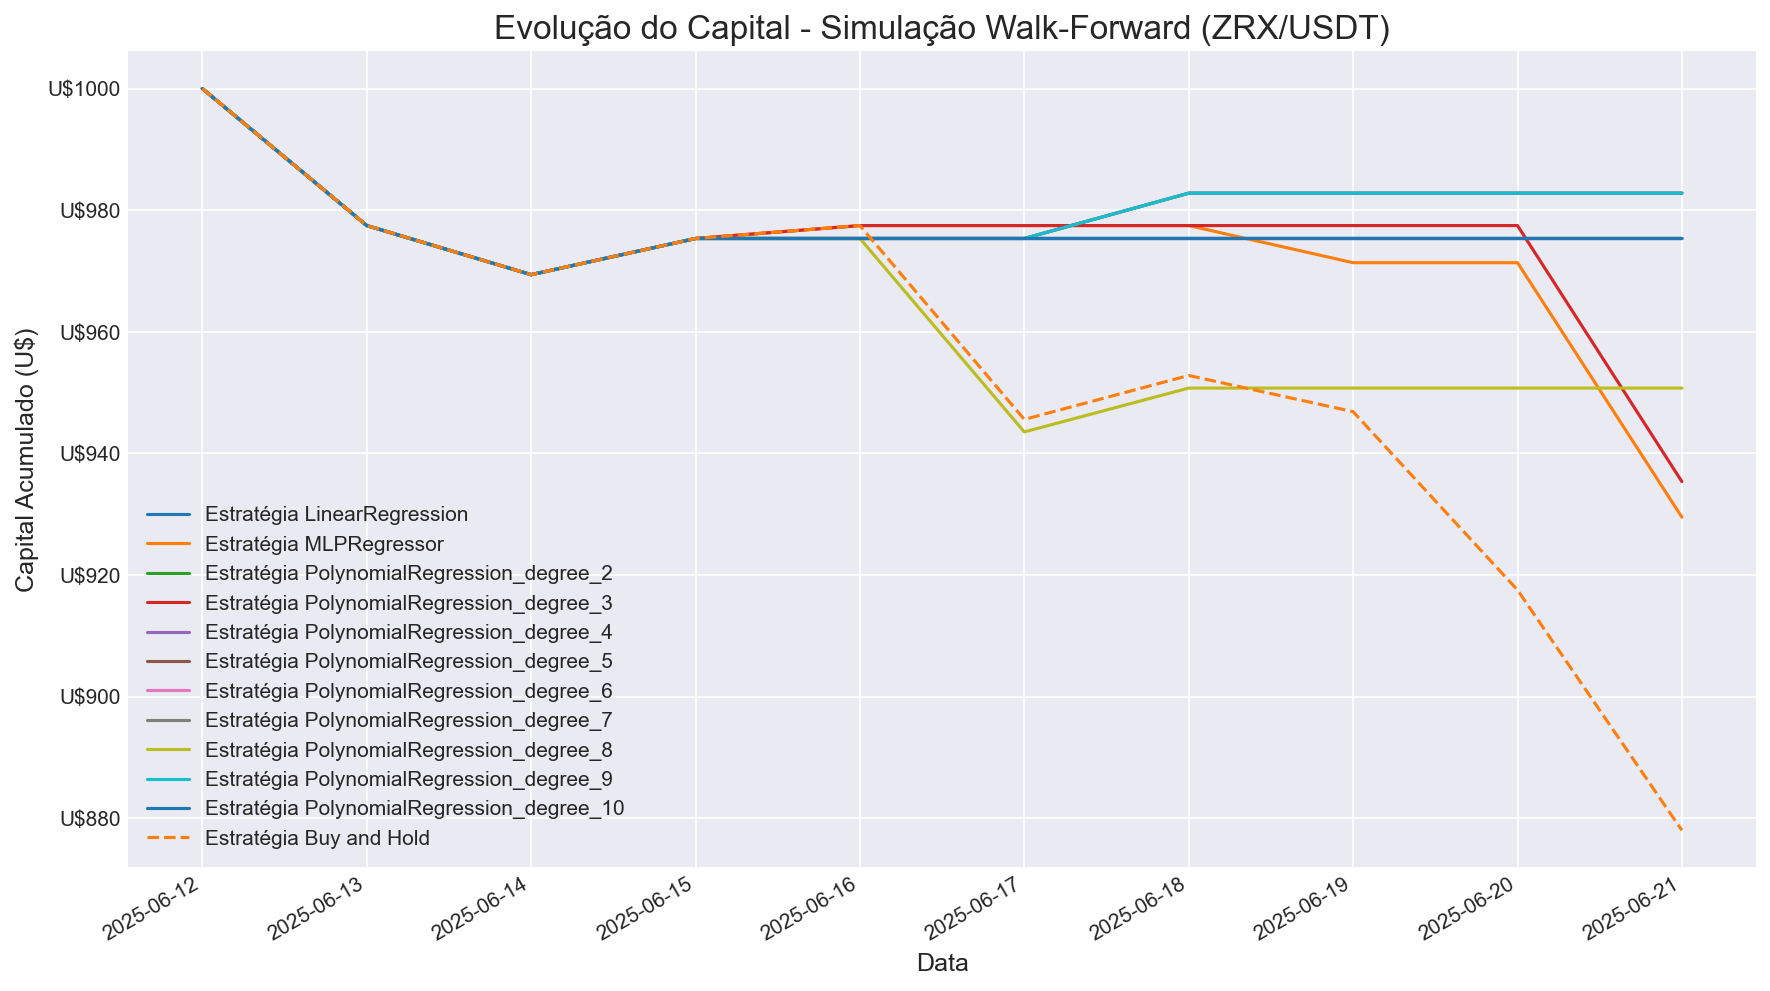 Evolução do Capital - Simulação Walk-Forward (ZRX/USDT)
U$1000
U$980
U$960
U$940
U$920
U$900
U$880
Capital Acumulado (U$)
Estratégia LinearRegression
Estratégia MLPRegressor
Estratégia PolynomialRegression_degree_2
Estratégia PolynomialRegression_degree_3
Estratégia PolynomialRegression_degree_4
Estratégia PolynomialRegression_degree_5
Estratégia PolynomialRegression_degree_6
Estratégia PolynomialRegression_degree_7
Estratégia PolynomialRegression_degree_8
Estratégia PolynomialRegression_degree_9
Estratégia PolynomialRegression_degree_10
Estratégia Buy and Hold
2025-06-12
2025-06-13
2025-06-14
2025-06-15
2025-06-16
2025-06-17
2025-06-18
2025-06-19
2025-06-20
2025-06-21
Data